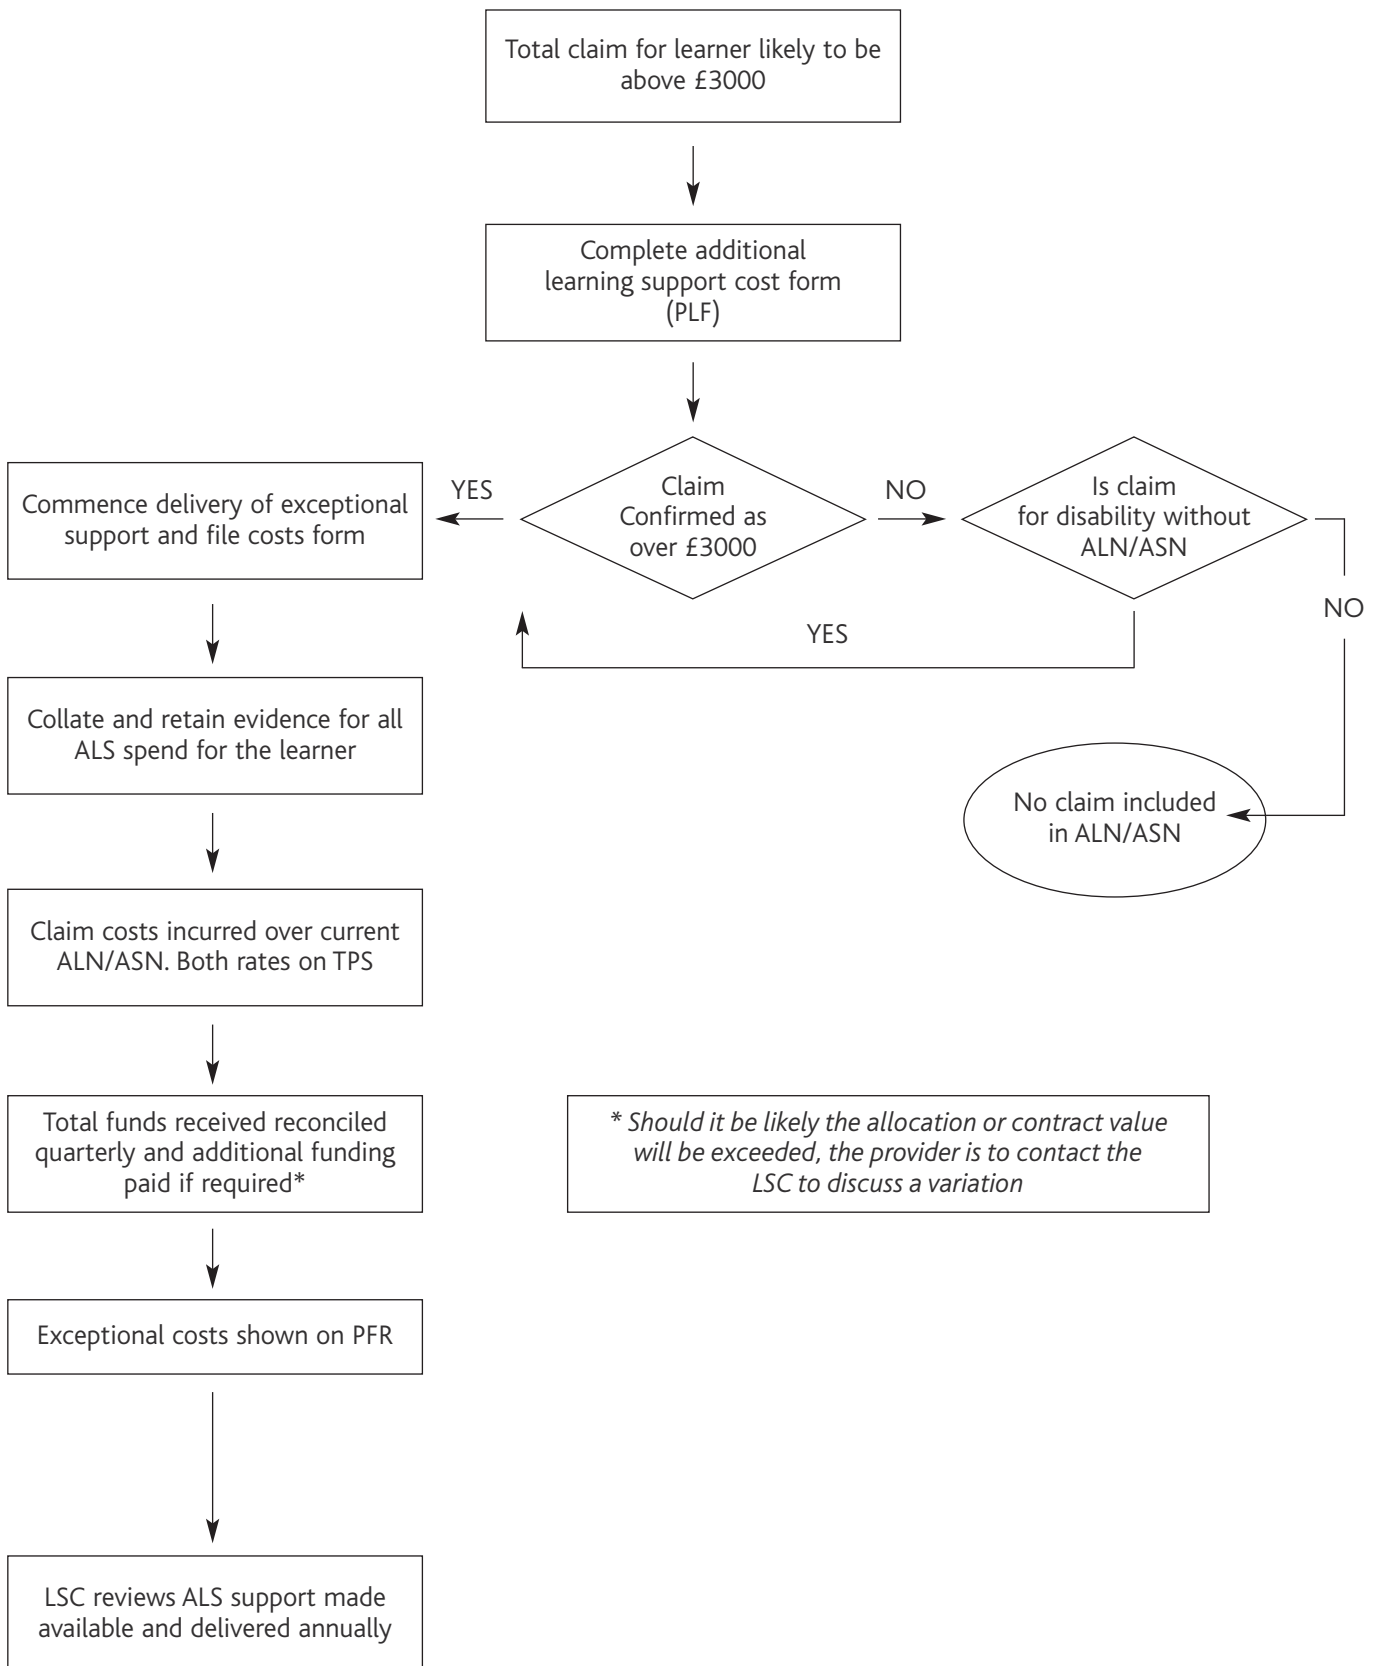 Total claim for learner likely to be
above £3000
Complete additional
learning support cost form
(PLF)
Commence delivery of exceptional
support and file costs form
YES
Claim
Confirmed as
over £3000
NO
Is claim
for disability without
ALN/ASN
NO
YES
Collate and retain evidence for all
ALS spend for the learner
No claim included
in ALN/ASN
Claim costs incurred over current
ALN/ASN. Both rates on TPS
Total funds received reconciled
quarterly and additional funding
paid if required*
* Should it be likely the allocation or contract value
will be exceeded, the provider is to contact the
LSC to discuss a variation
Exceptional costs shown on PFR
LSC reviews ALS support made
available and delivered annually